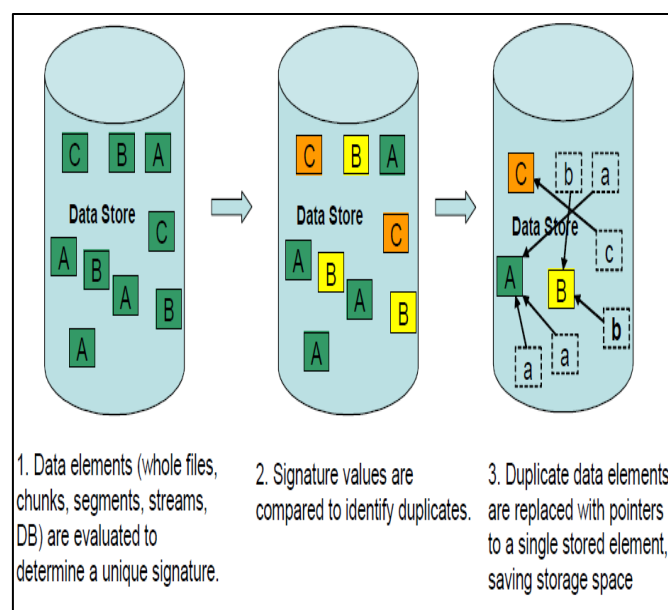 C B A
Data Store
C
A
B
A
B
A
C B A
Data Store
C
A
B
A
B
A
C b a
Data Store
c
A
B
b
a
a
1. Data elements (whole files,
chunks, segments, streams,
DB) are evaluated to
determine a unique signature.
2. Signature values are
compared to identify duplicates.
3. Duplicate data elements
are replaced with pointers
to a single stored element,
saving storage space